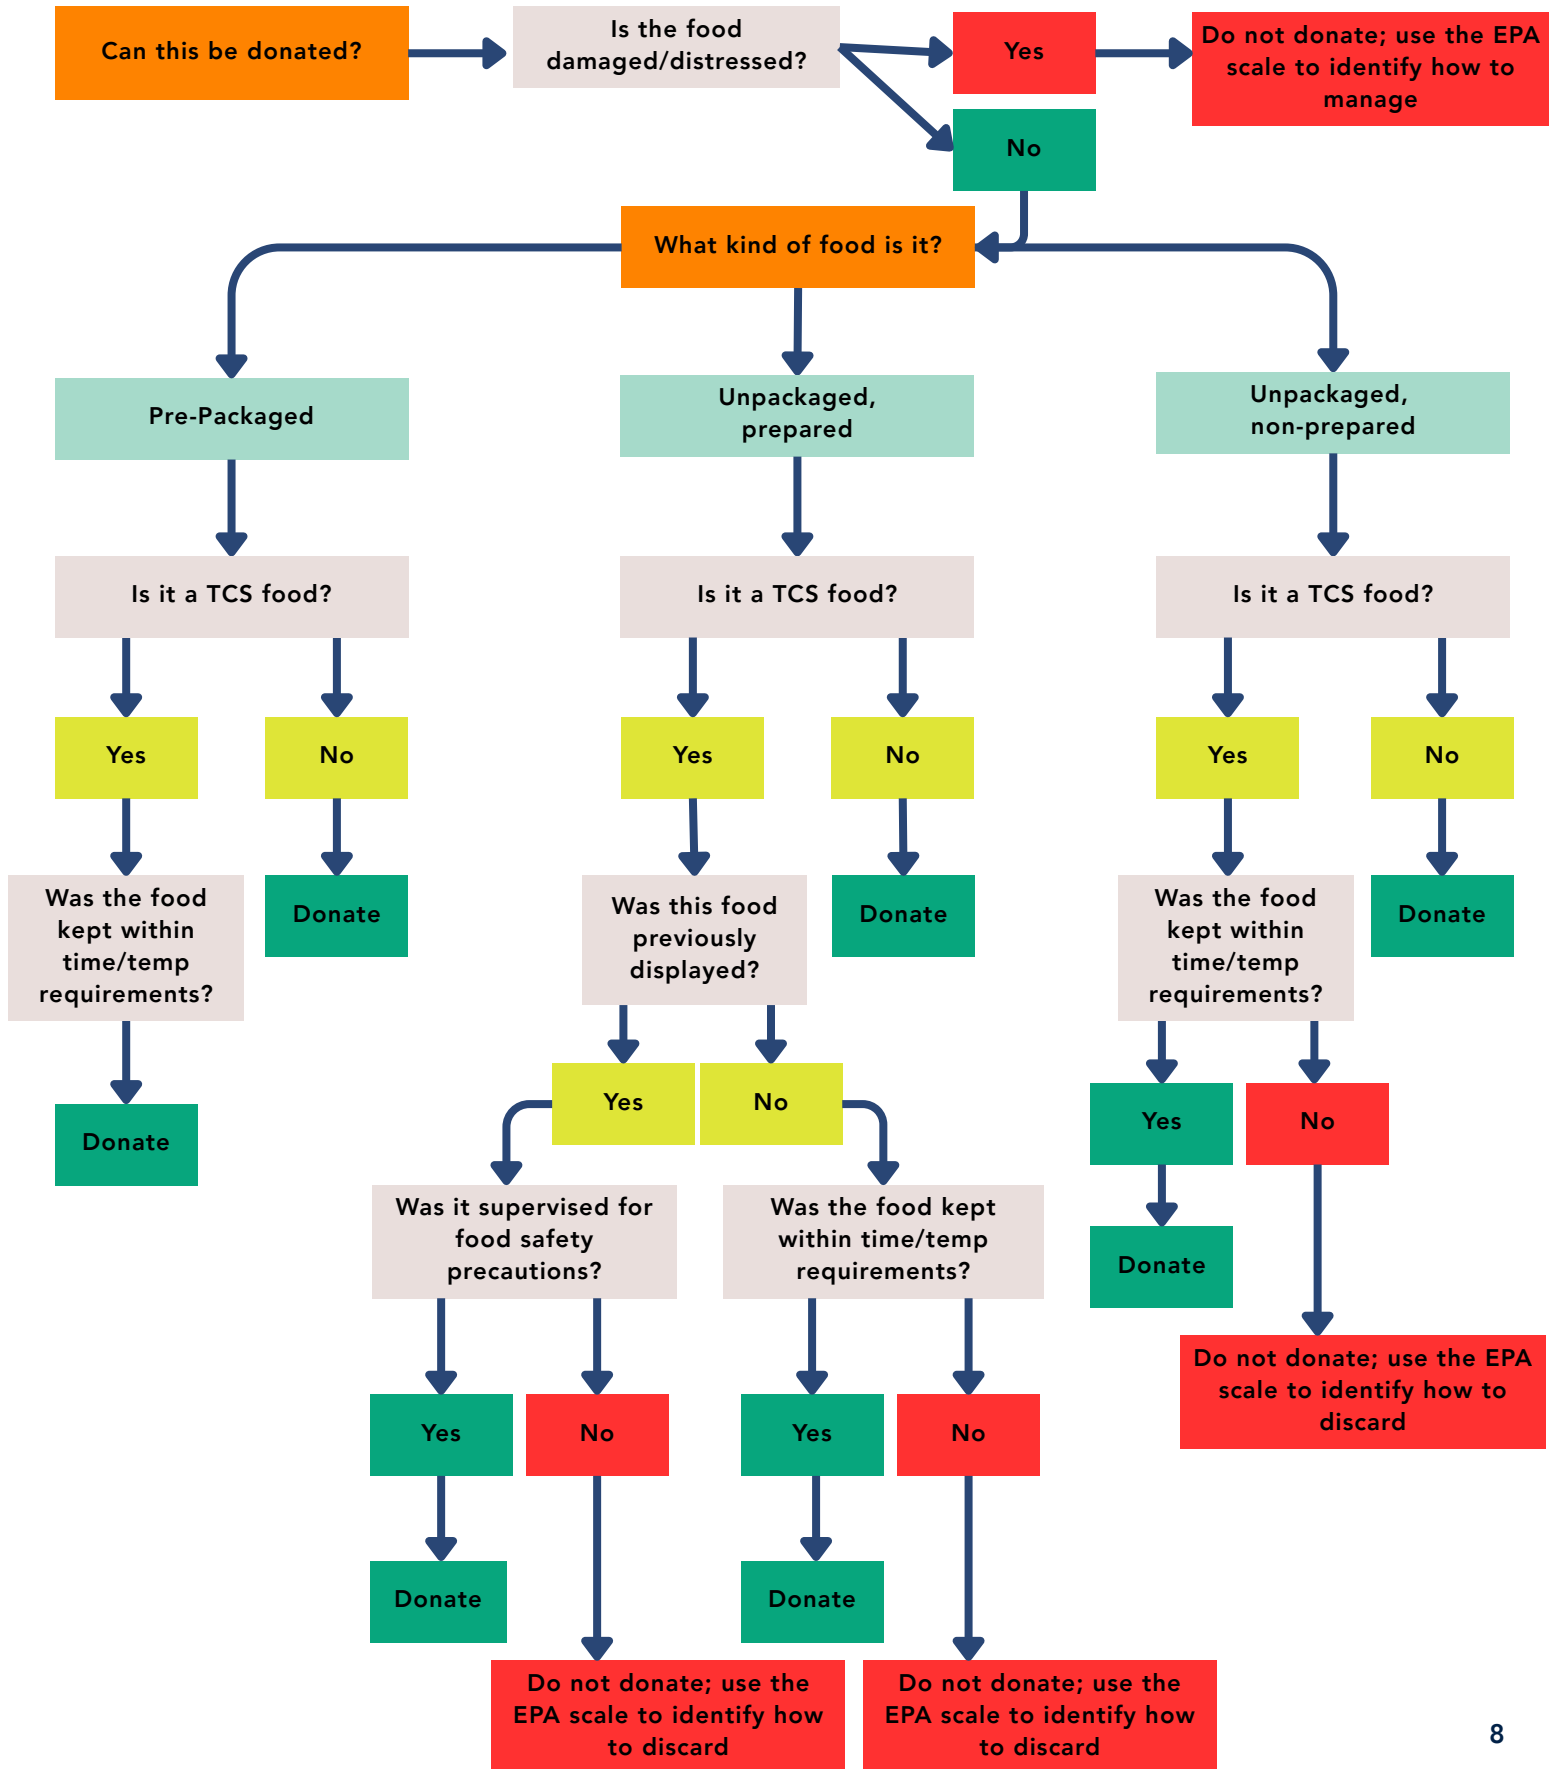 Can this be donated?
Is the food
damaged/distressed?
Yes
Do not donate; use the EPA
scale to identify how to
manage
No
What kind of food is it?
Pre-Packaged
Unpackaged,
prepared
Unpackaged,
non-prepared
Is it a TCS food?
Is it a TCS food?
Is it a TCS food?
Yes
No
Yes
No
Yes
No
Was the food
kept within
time/temp
requirements?
Donate
Was this food
previously
displayed?
Donate
Was the food
kept within
time/temp
requirements?
Donate
Donate
Yes
No
Yes
No
Was it supervised for
food safety
precautions?
Was the food kept
within time/temp
requirements?
Donate
Do not donate; use the EPA
scale to identify how to
discard
Yes
No
Yes
No
Donate
Donate
Do not donate; use the
EPA scale to identify how
to discard
Do not donate; use the
EPA scale to identify how
to discard
8